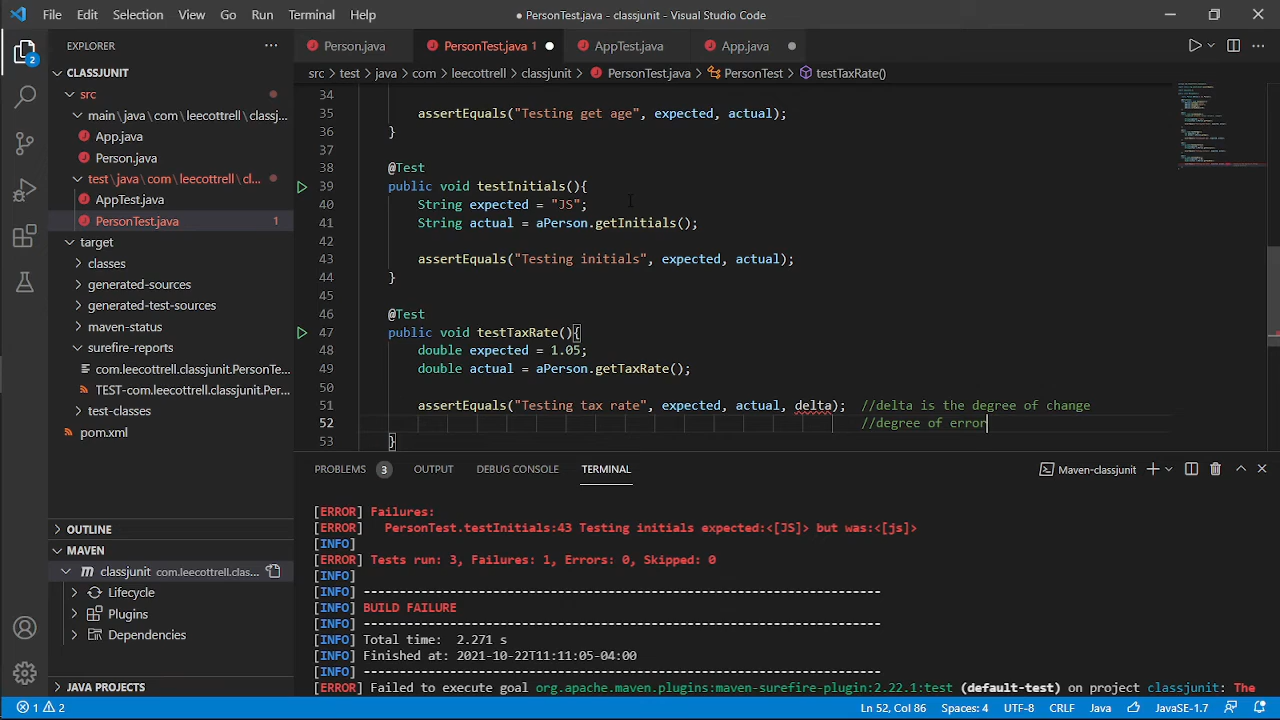 File Edit Selection View Go Run Terminal Help
● PersonTest.java - classjunit - Visual Studio Code
EXPLORER
Person.java PersonTest.java 1 AppTest.java App.java
src > test > java > com > leecottrell > classjunit > PersonTest.java > PersonTest > testTaxRate()
2
CLASSJUNIT
src
main\java\com\leecottrell\classj...
App.java
Person.java
test\java\com\leecottrell\cla...
AppTest.java
PersonTest.java 1
target
classes
generated-sources
generated-test-sources
maven-status
surefire-reports
com.leecottrell.classjunit.PersonTe...
TEST-com.leecottrell.classjunit.Per...
test-classes
pom.xml
OUTLINE
MAVEN
classjunit com.leecottrell.clas...
Lifecycle
Plugins
Dependencies
JAVA PROJECTS
34
35 assertEquals("Testing get age", expected, actual);
36 }
37
38 @Test
39 public void testInitials(){
40 String expected = "JS";
41 String actual = aPerson.getInitials();
42
43 assertEquals("Testing initials", expected, actual);
44 }
45
46 @Test
47 public void testTaxRate(){
48 double expected = 1.05;
49 double actual = aPerson.getTaxRate();
50
51 assertEquals("Testing tax rate", expected, actual, delta); //delta is the degree of change
52 //degree of error
53 }
PROBLEMS 3 OUTPUT DEBUG CONSOLE TERMINAL Maven-classjunit
[ERROR] Failures:
[ERROR] PersonTest.testInitials:43 Testing initials expected:<[JS]> but was:<[js]>
[INFO]
[ERROR] Tests run: 3, Failures: 1, Errors: 0, Skipped: 0
[INFO]
[INFO] ------------------------------------------------------------------------
[INFO] BUILD FAILURE
[INFO] ------------------------------------------------------------------------
[INFO] Total time: 2.271 s
[INFO] Finished at: 2021-10-22T11:11:05-04:00
[INFO] ------------------------------------------------------------------------
[ERROR] Failed to execute goal org.apache.maven.plugins:maven-surefire-plugin:2.22.1:test (default-test) on project classjunit: The
1 2 Ln 52, Col 86 Spaces: 4 UTF-8 CRLF Java JavaSE-1.7